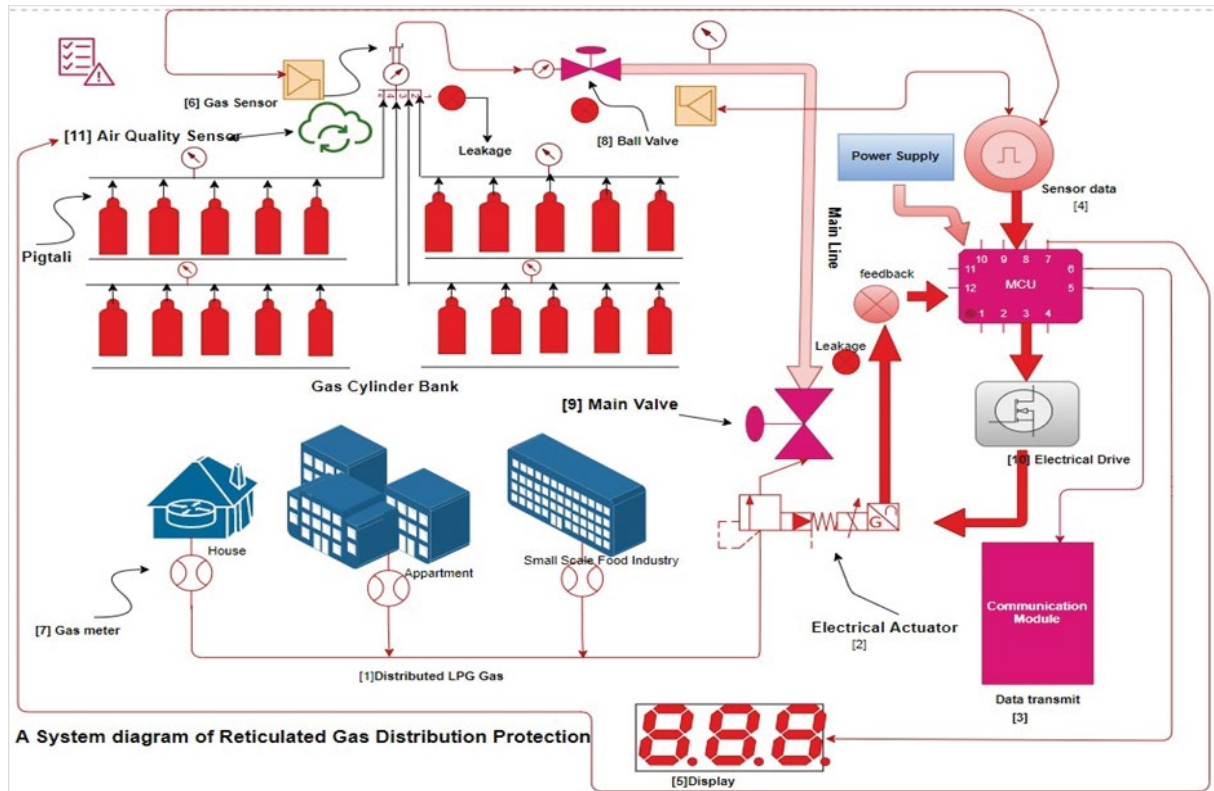 [6] Gas Sensor
4 3 2 1
[11] Air Quality Sensor
Leakage
[8] Ball Valve
Power Supply
Sensor data
[4]
Pigtali
Main Line
10 9 8 7
11 6
12 MCU 5
1 2 3 4
feedback
Leakage
Gas Cylinder Bank
[9] Main Valve
[10] Electrical Drive
House
Appartment
Small Scale Food Industry
G
[7] Gas meter
Electrical Actuator
[2]
Communication
Module
[1]Distributed LPG Gas
Data transmit
[3]
A System diagram of Reticulated Gas Distribution Protection
8.8.8.
[5]Display